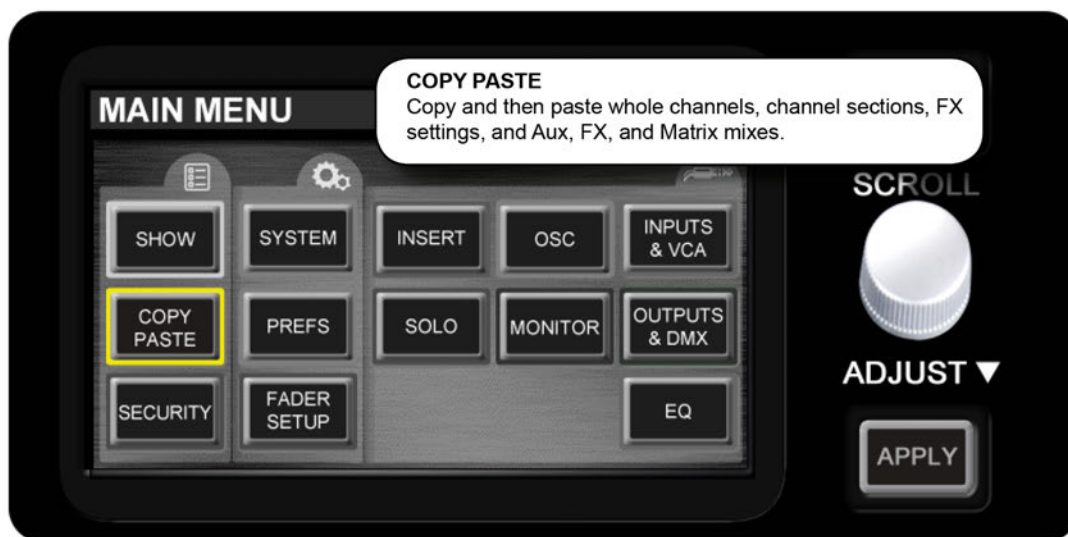 COPY PASTE
Copy and then paste whole channels, channel sections, FX
settings, and Aux, FX, and Matrix mixes.
MAIN MENU
SHOW
SYSTEM
INSERT
OSC
INPUTS
& VCA
COPY
PASTE
PREFS
SOLO
MONITOR
OUTPUTS
& DMX
SECURITY
FADER
SETUP
EQ
SCROLL
ADJUST ▼
APPLY